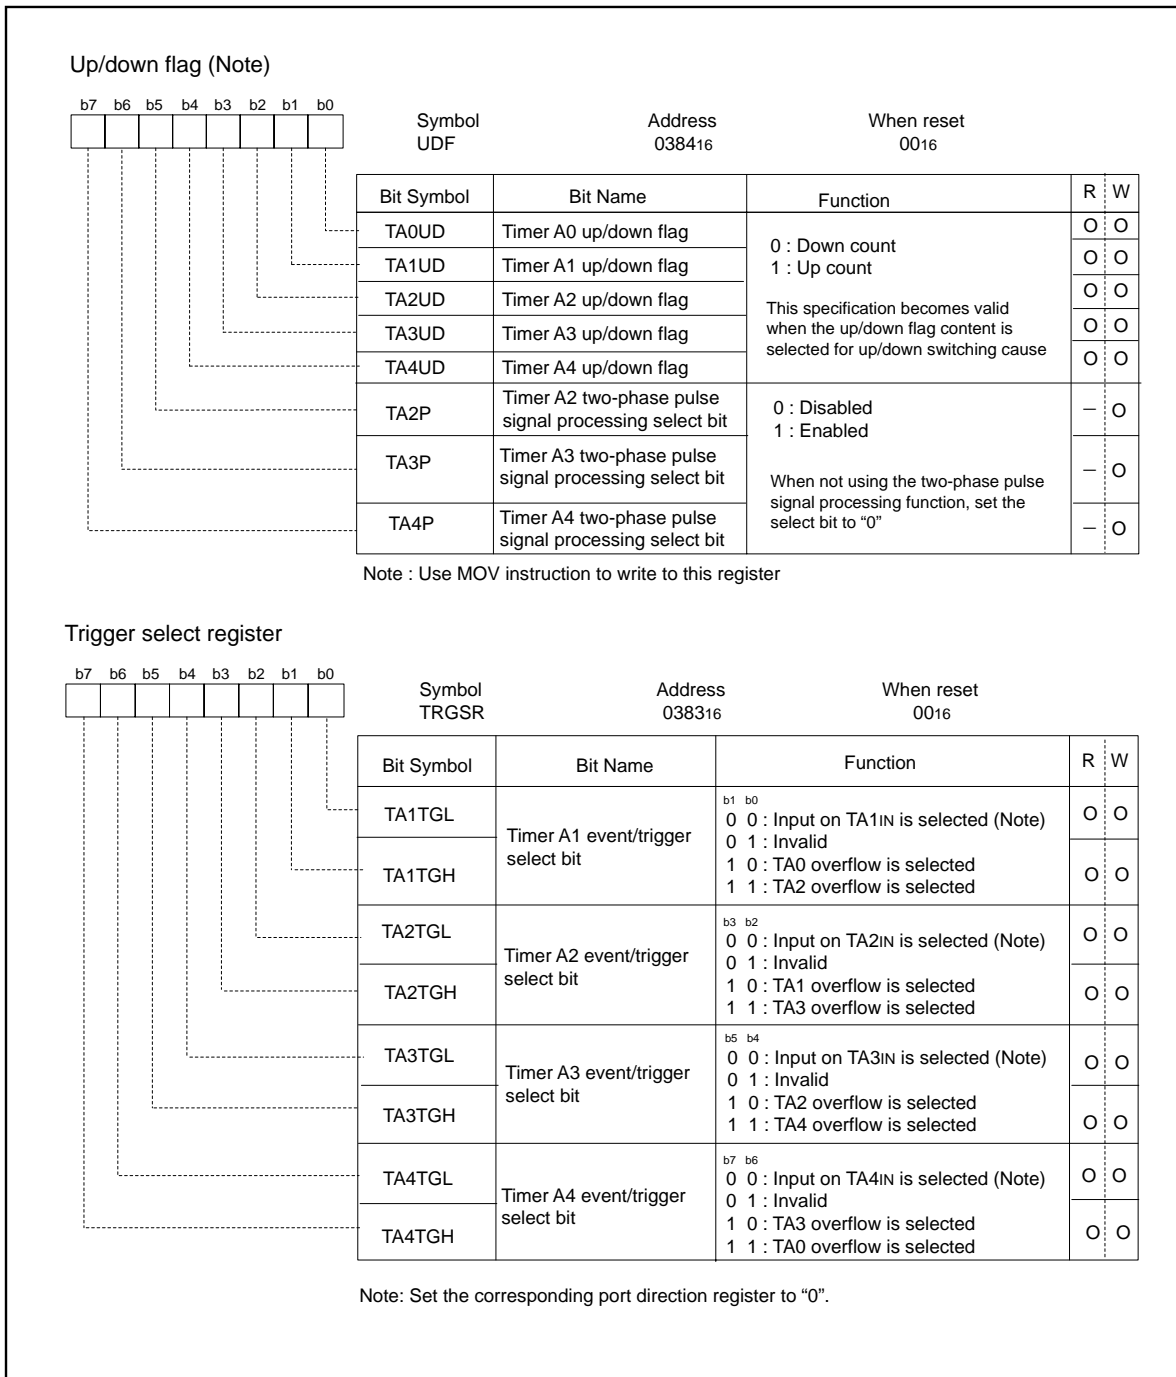 Up/down flag (Note)
b7 b6 b5 b4 b3 b2 b1 b0
Symbol Address When reset
UDF 038416 0016
Bit Symbol Bit Name Function R W
TA0UD Timer A0 up/down flag O O
TA1UD Timer A1 up/down flag O O
TA2UD Timer A2 up/down flag O O
TA3UD Timer A3 up/down flag O O
TA4UD Timer A4 up/down flag O O
0 : Down count
1 : Up count
This specification becomes valid
when the up/down flag content is
selected for up/down switching cause
TA2P Timer A2 two-phase pulse
signal processing select bit – O
TA3P Timer A3 two-phase pulse
signal processing select bit – O
TA4P Timer A4 two-phase pulse
signal processing select bit – O
0 : Disabled
1 : Enabled
When not using the two-phase pulse
signal processing function, set the
select bit to “0”
Note : Use MOV instruction to write to this register
Trigger select register
b7 b6 b5 b4 b3 b2 b1 b0
Symbol Address When reset
TRGSR 038316 0016
Bit Symbol Bit Name Function R W
TA1TGL O O
TA1TGH O O
Timer A1 event/trigger
select bit
b1 b0
0 0 : Input on TA1IN is selected (Note)
0 1 : Invalid
1 0 : TA0 overflow is selected
1 1 : TA2 overflow is selected
TA2TGL O O
TA2TGH O O
Timer A2 event/trigger
select bit
b3 b2
0 0 : Input on TA2IN is selected (Note)
0 1 : Invalid
1 0 : TA1 overflow is selected
1 1 : TA3 overflow is selected
TA3TGL O O
TA3TGH O O
Timer A3 event/trigger
select bit
b5 b4
0 0 : Input on TA3IN is selected (Note)
0 1 : Invalid
1 0 : TA2 overflow is selected
1 1 : TA4 overflow is selected
TA4TGL O O
TA4TGH O O
Timer A4 event/trigger
select bit
b7 b6
0 0 : Input on TA4IN is selected (Note)
0 1 : Invalid
1 0 : TA3 overflow is selected
1 1 : TA0 overflow is selected
Note: Set the corresponding port direction register to “0”.